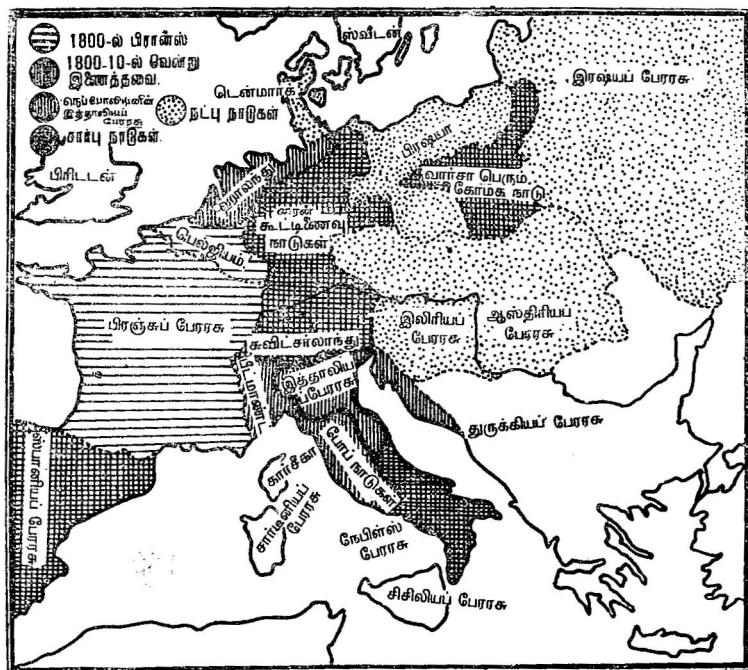 1800-ல் பிரான்ஸ்
1800-10-ல் வென்று
இணைத்தவை.
நெப்போலியனின்
இத்தாலியப்
பேரரசு
நட்பு நாடுகள்
சார்பு நாடுகள்.
ஸ்வீடன்
டென்மார்க்
இரஷ்யப் பேரரசு
பிரிட்டன்
ஹாலந்து
பிரஷ்யா
வார்சா பெரும்
கோமக நாடு
பெல்ஜியம்
கூட்டிணைவு
நாடுகள்
பிரஞ்சுப் பேரரசு
சுவிட்சர்லாந்து
இலிரியப்
பேரரசு
ஆஸ்திரியப்
பேரரசு
பீட்மாண்ட்
இத்தாலிய
பேரரசு
துருக்கியப் பேரரசு
ஸ்பானியப் பேரரசு
கார்சீகா
போப் நாடுகள்
சார்டினியப்
பேரரசு
நேபிள்ஸ்
பேரரசு
சிசிலியப் பேரரசு